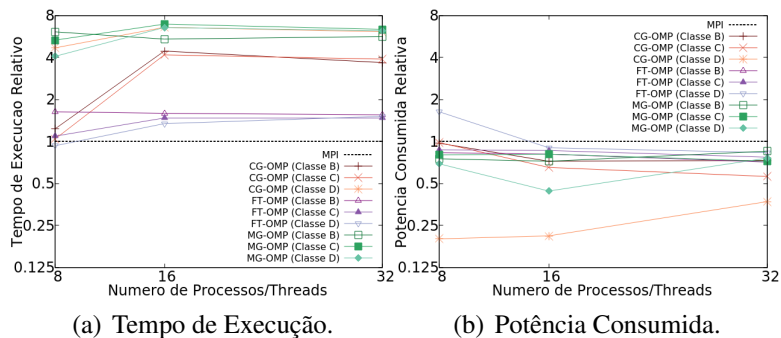 8
4
2
1
0.5
0.25
0.125
8
16
32
Tempo de Execucao Relativo
Numero de Processos/Threads
MPI
CG-OMP (Classe B)
CG-OMP (Classe C)
CG-OMP (Classe D)
FT-OMP (Classe B)
FT-OMP (Classe C)
FT-OMP (Classe D)
MG-OMP (Classe B)
MG-OMP (Classe C)
MG-OMP (Classe D)
(a) Tempo de Execução.
8
4
2
1
0.5
0.25
0.125
8
16
32
Potencia Consumida Relativa
Numero de Processos/Threads
MPI
CG-OMP (Classe B)
CG-OMP (Classe C)
CG-OMP (Classe D)
FT-OMP (Classe B)
FT-OMP (Classe C)
FT-OMP (Classe D)
MG-OMP (Classe B)
MG-OMP (Classe C)
MG-OMP (Classe D)
(b) Potência Consumida.